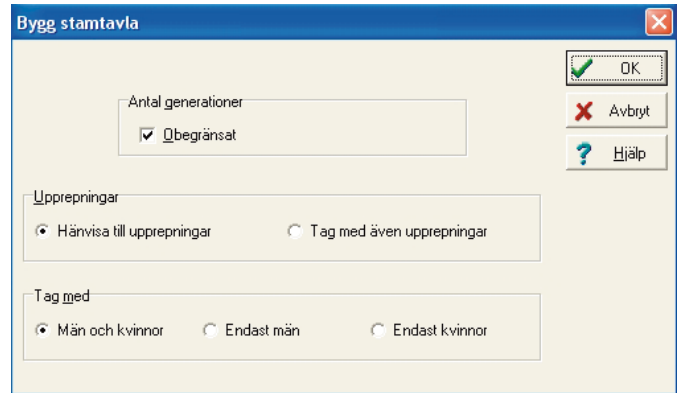 Bygg stamtavla
OK
Antal generationer
Avbryt
Obegränsat
Hjälp
Upprepningar
Hänvisa till upprepningar Tag med även upprepningar
Tag med
Män och kvinnor Endast män Endast kvinnor